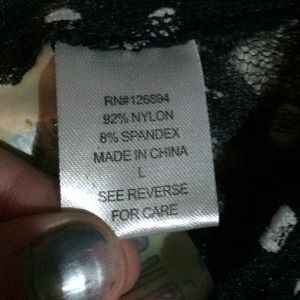 RN#126894
92% NYLON
8% SPANDEX
MADE IN CHINA
L
SEE REVERSE
FOR CARE